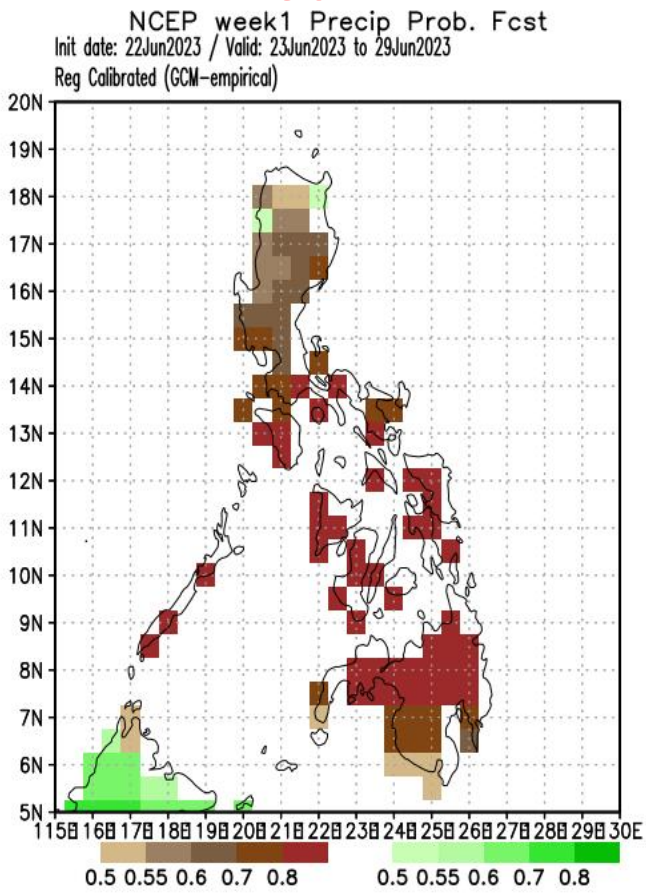 NCEP week1 Precip Prob. Fcst
Init date: 22Jun2023 / Valid: 23Jun2023 to 29Jun2023
Reg Calibrated (GCM-empirical)
20N
19N
18N
17N
16N
15N
14N
13N
12N
11N
10N
9N
8N
7N
6N
5N
115E 116E 117E 118E 119E 120E 121E 122E 123E 124E 125E 126E 127E 128E 129E 130E
0.5 0.55 0.6 0.7 0.8 0.5 0.55 0.6 0.7 0.8